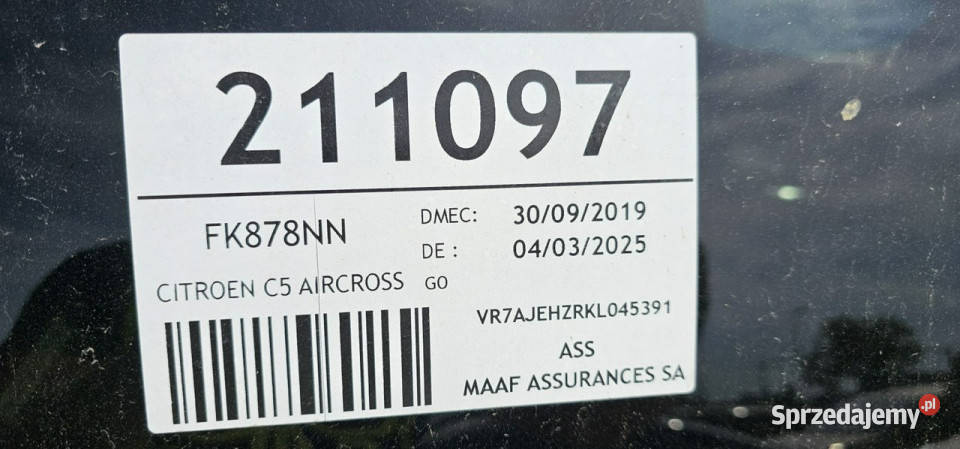 211097
FK878NN
DMEC: 30/09/2019
DE : 04/03/2025
CITROEN C5 AIRCROSS GO
VR7AJEHZRKL045391
ASS
MAAF ASSURANCES SA
Sprzedajemy.pl